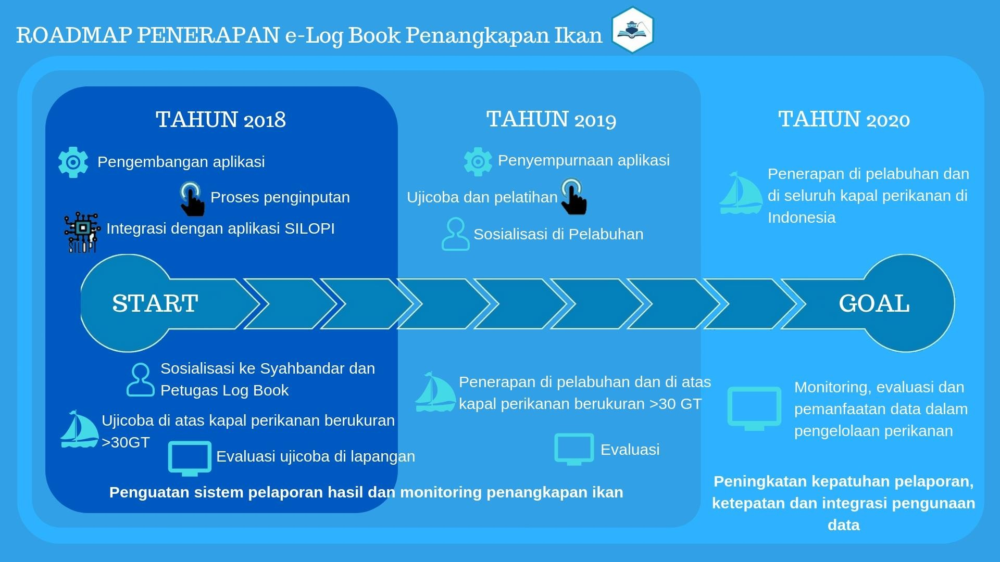 ROADMAP PENERAPAN e-Log Book Penangkapan Ikan
TAHUN 2018
Pengembangan aplikasi
Proses penginputan
Integrasi dengan aplikasi SILOPI
SILOPI
TAHUN 2019
Penyempurnaan aplikasi
Ujicoba dan pelatihan
Sosialisasi di Pelabuhan
TAHUN 2020
Penerapan di pelabuhan dan
di seluruh kapal perikanan di
Indonesia
START
GOAL
Sosialisasi ke Syahbandar dan
Petugas Log Book
Ujicoba di atas kapal perikanan berukuran
>30GT
Evaluasi ujicoba di lapangan
Penerapan di pelabuhan dan di atas
kapal perikanan berukuran >30 GT
Evaluasi
Penguatan sistem pelaporan hasil dan monitoring penangkapan ikan
Monitoring, evaluasi dan
pemanfaatan data dalam
pengelolaan perikanan
Peningkatan kepatuhan pelaporan,
ketepatan dan integrasi pengunaan
data